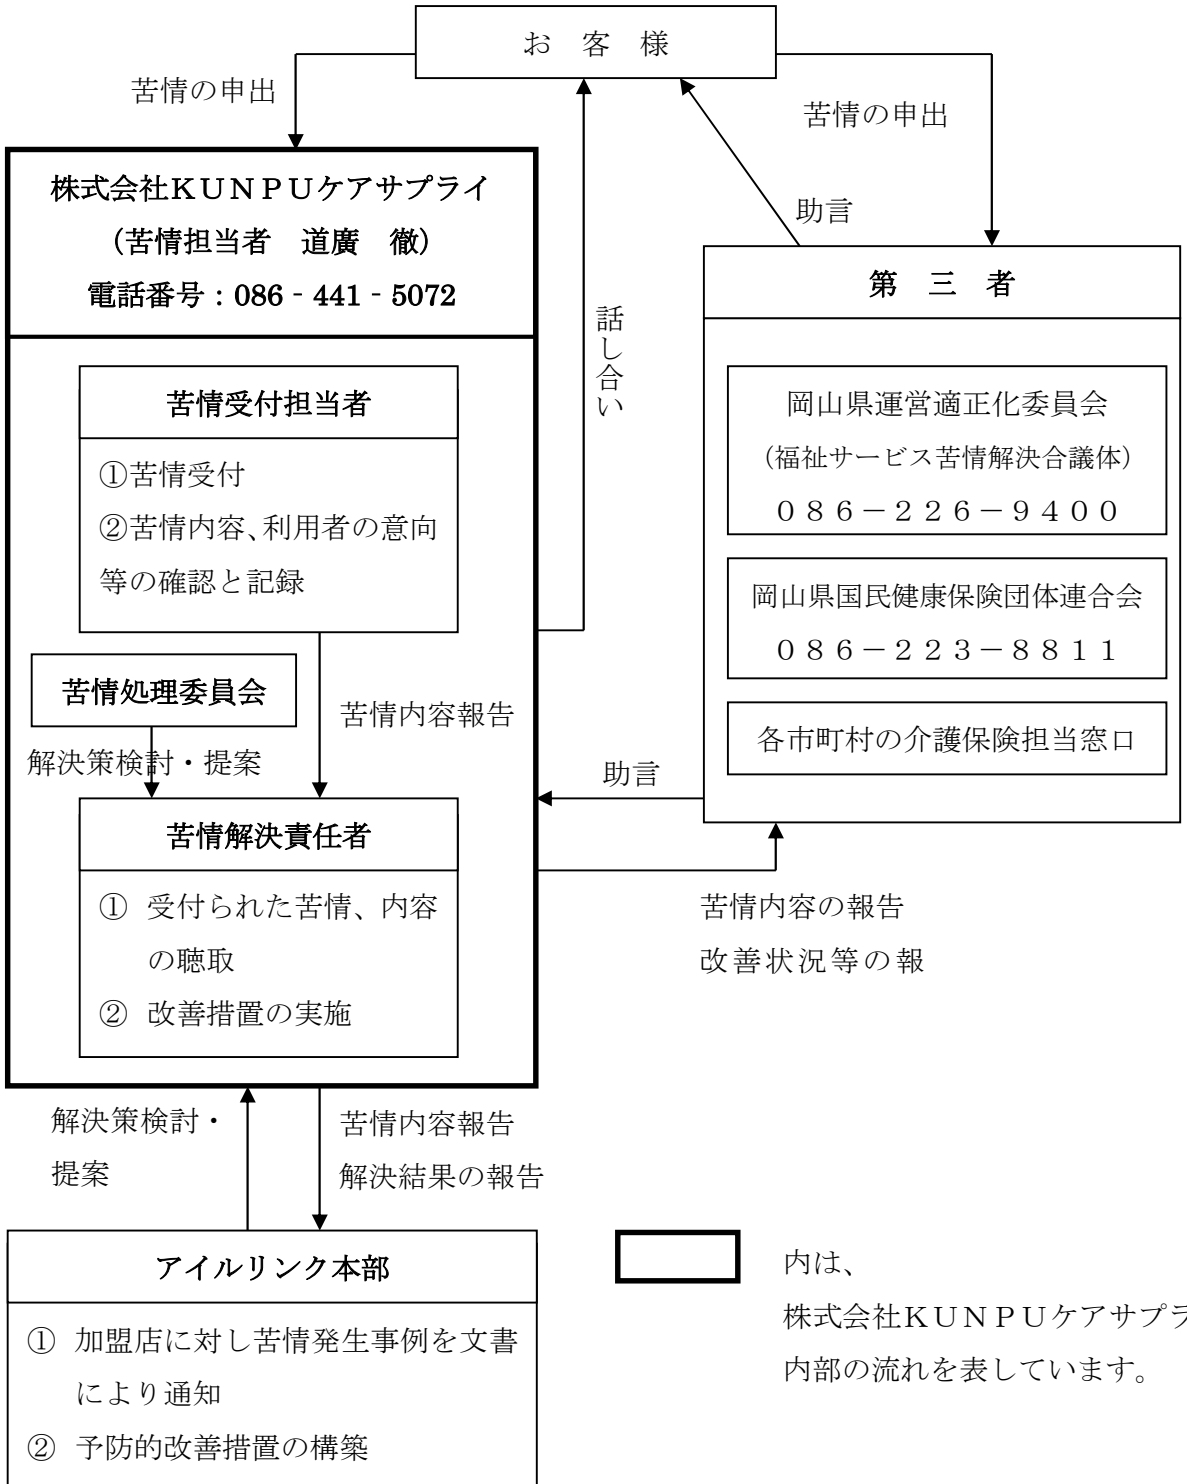 お　客　様
苦情の申出
苦情の申出
助言
株式会社ＫＵＮＰＵケアサプライ
（苦情担当者　道廣　徹）
電話番号：086‐441‐5072
第　三　者
話し合い
苦情受付担当者
①苦情受付
②苦情内容、利用者の意向
等の確認と記録
岡山県運営適正化委員会
（福祉サービス苦情解決合議体）
０８６－２２６－９４００
岡山県国民健康保険団体連合会
０８６－２２３－８８１１
各市町村の介護保険担当窓口
苦情処理委員会
苦情内容報告
解決策検討・提案
助言
苦情解決責任者
①　受付られた苦情、内容
の聴取
②　改善措置の実施
苦情内容の報告
改善状況等の報
解決策検討・
提案
苦情内容報告
解決結果の報告
アイルリンク本部
①　加盟店に対し苦情発生事例を文書
により通知
②　予防的改善措置の構築
内は、
株式会社ＫＵＮＰＵケアサプラ
内部の流れを表しています。